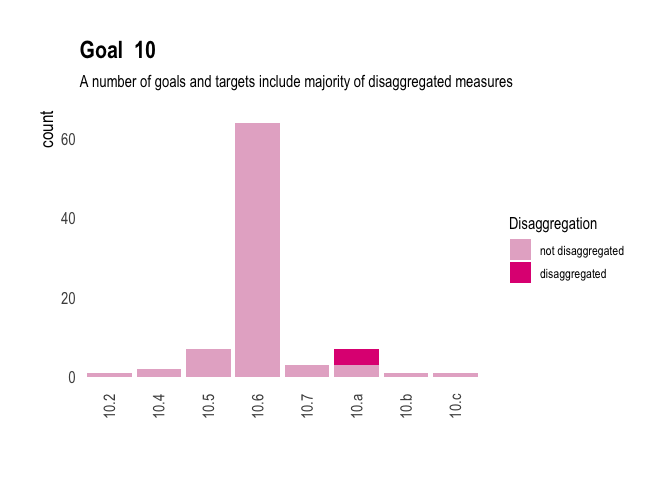 Goal  10
A number of goals and targets include majority of disaggregated measures
count
60
40
20
0
10.2
10.4
10.5
10.6
10.7
10.a
10.b
10.c
Disaggregation
not disaggregated
disaggregated